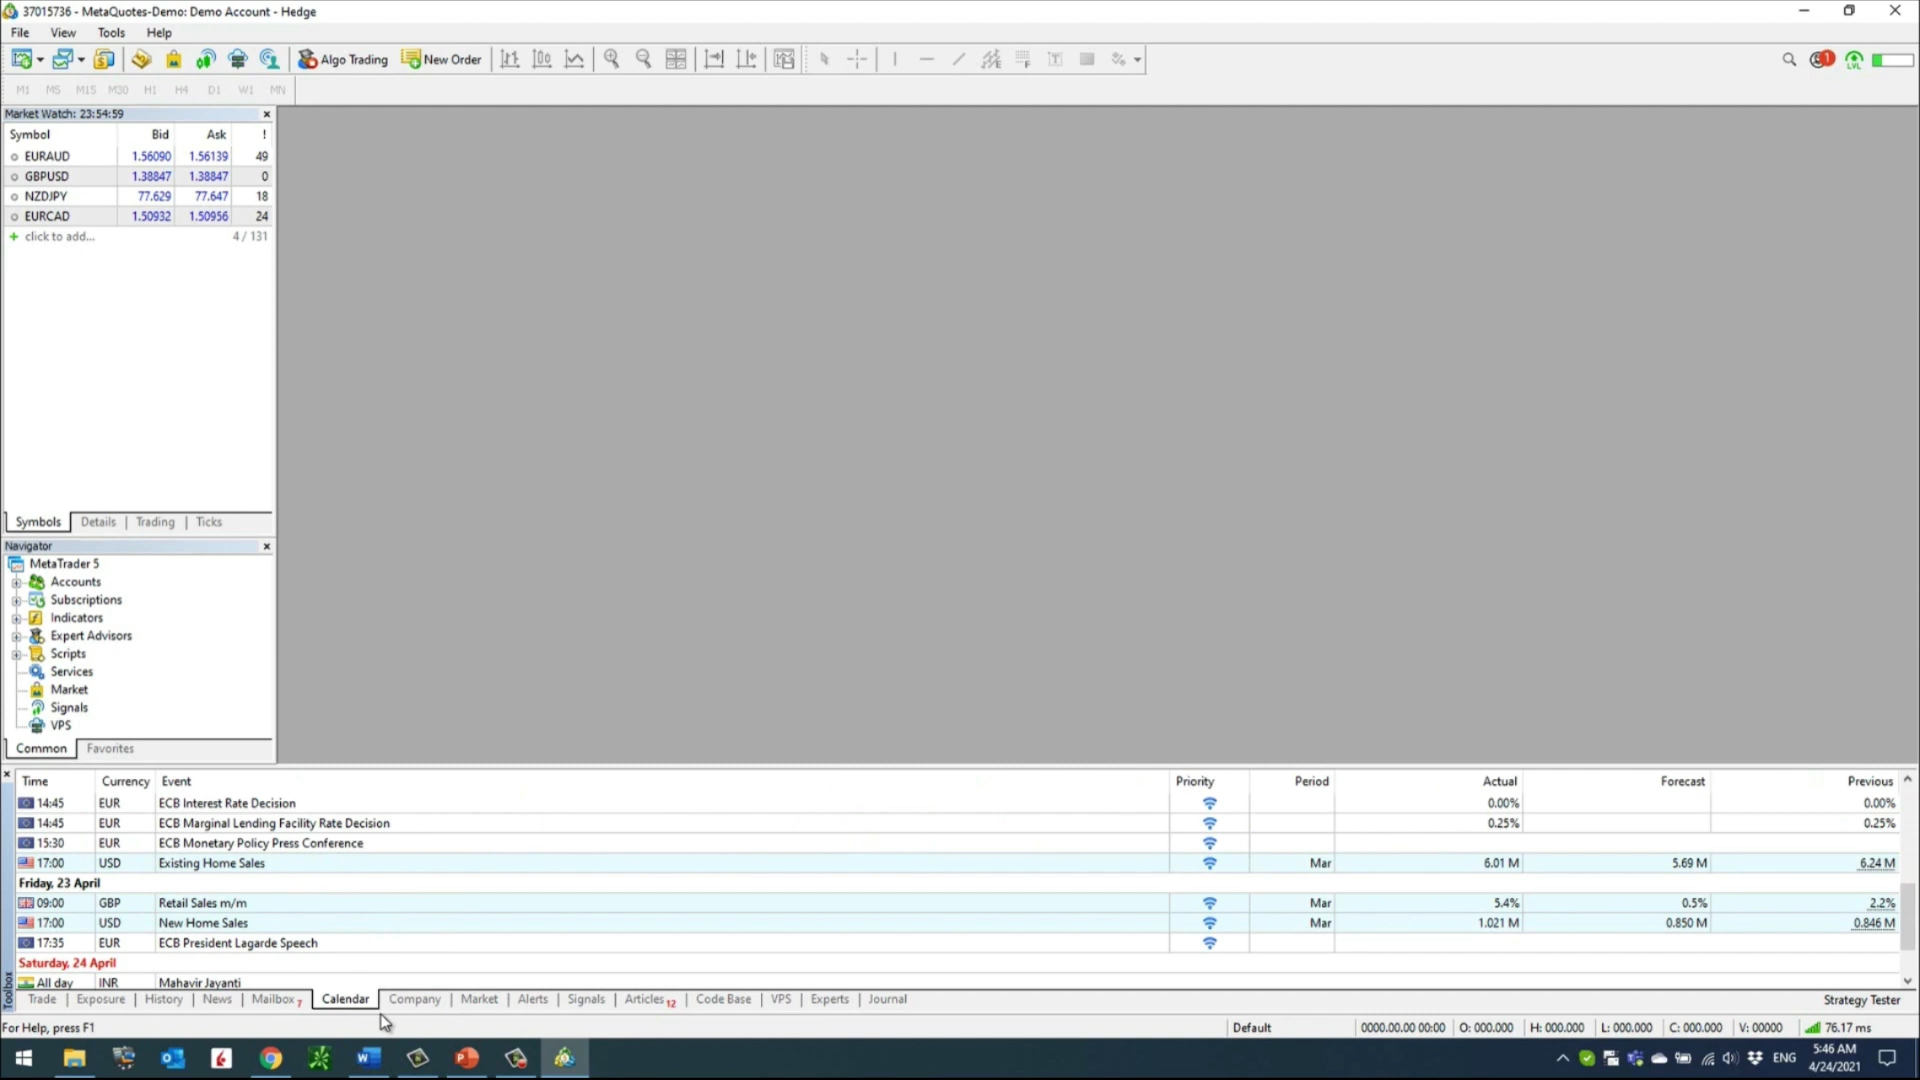 37015736 - MetaQuotes-Demo: Demo Account - Hedge
File View Tools Help
Algo Trading New Order
1
LVL
M1 M5 M15 M30 H1 H4 D1 W1 MN
Market Watch: 23:54:59
Symbol Bid Ask !
EURAUD 1.56090 1.56139 49
GBPUSD 1.38847 1.38847 0
NZDJPY 77.629 77.647 18
EURCAD 1.50932 1.50956 24
+ click to add... 4 / 131
Symbols Details | Trading | Ticks
Navigator
MetaTrader 5
Accounts
Subscriptions
Indicators
Expert Advisors
Scripts
Services
Market
Signals
VPS
Common Favorites
Toolbox
Time Currency Event Priority Period Actual Forecast Previous
14:45 EUR ECB Interest Rate Decision 0.00% 0.00%
14:45 EUR ECB Marginal Lending Facility Rate Decision 0.25% 0.25%
15:30 EUR ECB Monetary Policy Press Conference
17:00 USD Existing Home Sales Mar 6.01 M 5.69 M 6.24 M
Friday, 23 April
09:00 GBP Retail Sales m/m Mar 5.4% 0.5% 2.2%
17:00 USD New Home Sales Mar 1.021 M 0.850 M 0.846 M
17:35 EUR ECB President Lagarde Speech
Saturday, 24 April
All day INR Mahavir Jayanti
Trade | Exposure | History | News | Mailbox 7 Calendar Company | Market | Alerts | Signals | Articles 12 | Code Base | VPS | Experts | Journal Strategy Tester
For Help, press F1 Default 0000.00.00 00:00 O: 000.000 H: 000.000 L: 000.000 C: 000.000 V: 00000 76.17 ms
ENG 5:46 AM
4/24/2021